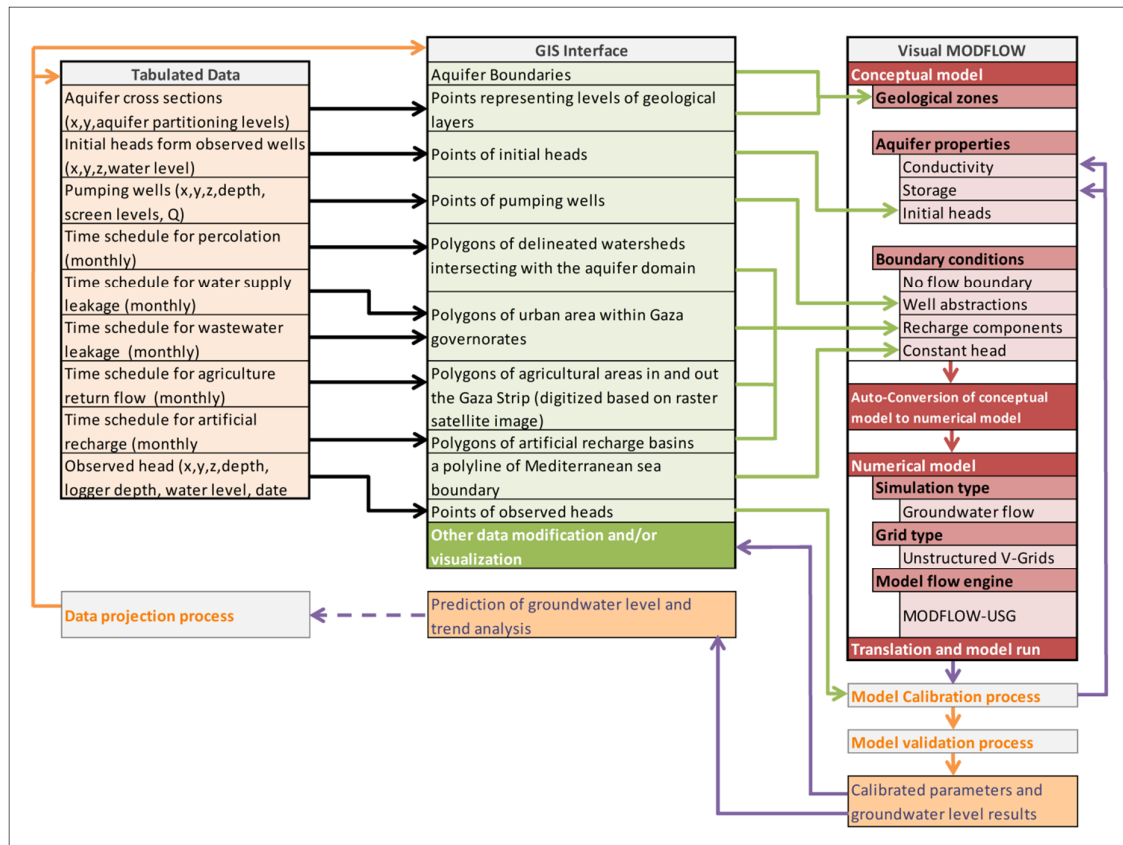 Tabulated Data
Aquifer cross sections
(x,y,aquifer partitioning levels)
Initial heads form observed wells
(x,y,z,water level)
Pumping wells (x,y,z,depth,
screen levels, Q)
Time schedule for percolation
(monthly)
Time schedule for water supply
leakage (monthly)
Time schedule for wastewater
leakage (monthly)
Time schedule for agriculture
return flow (monthly)
Time schedule for artificial
recharge (monthly
Observed head (x,y,z,depth,
logger depth, water level, date
Data projection process
GIS Interface
Aquifer Boundaries
Points representing levels of geological
layers
Points of initial heads
Points of pumping wells
Polygons of delineated watersheds
intersecting with the aquifer domain
Polygons of urban area within Gaza
governorates
Polygons of agricultural areas in and out
the Gaza Strip (digitized based on raster
satellite image)
Polygons of artificial recharge basins
a polyline of Mediterranean sea
boundary
Points of observed heads
Other data modification and/or
visualization
Prediction of groundwater level and
trend analysis
Visual MODFLOW
Conceptual model
Geological zones
Aquifer properties
Conductivity
Storage
Initial heads
Boundary conditions
No flow boundary
Well abstractions
Recharge components
Constant head
Auto-Conversion of conceptual
model to numerical model
Numerical model
Simulation type
Groundwater flow
Grid type
Unstructured V-Grids
Model flow engine
MODFLOW-USG
Translation and model run
Model Calibration process
Model validation process
Calibrated parameters and
groundwater level results